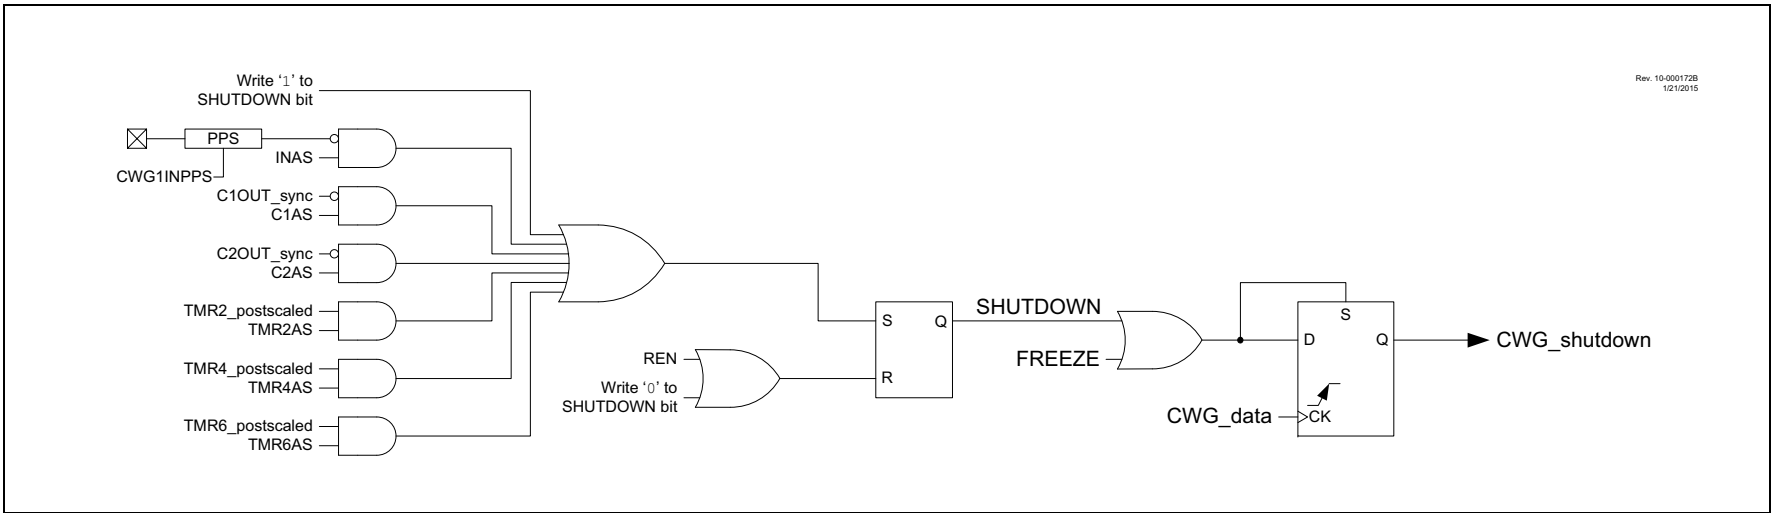 Write ‘1’ to
SHUTDOWN bit
Rev. 10-000172B
1/21/2015
PPS
INAS
CWG1INPPS
C1OUT_sync
C1AS
C2OUT_sync
C2AS
TMR2_postscaled
TMR2AS
TMR4_postscaled
TMR4AS
TMR6_postscaled
TMR6AS
REN
Write ‘0’ to
SHUTDOWN bit
S
Q
R
SHUTDOWN
FREEZE
S
D
Q
CWG_data
CK
CWG_shutdown